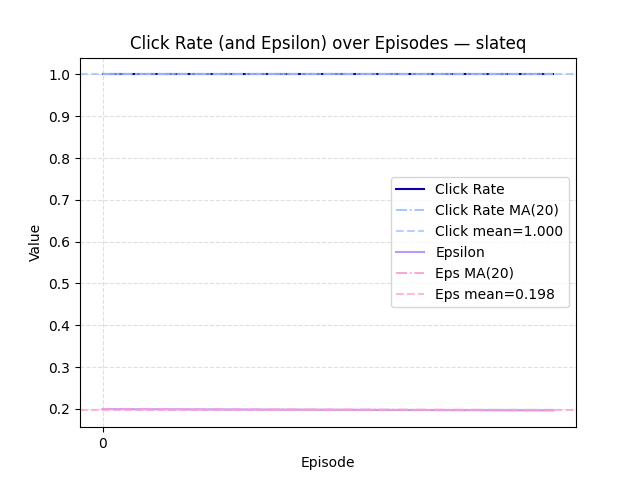 Click Rate (and Epsilon) over Episodes — slateq
1.0
0.9
0.8
0.7
0.6
0.5
0.4
0.3
0.2
Value
Click Rate
Click Rate MA(20)
Click mean=1.000
Epsilon
Eps MA(20)
Eps mean=0.198
0
Episode